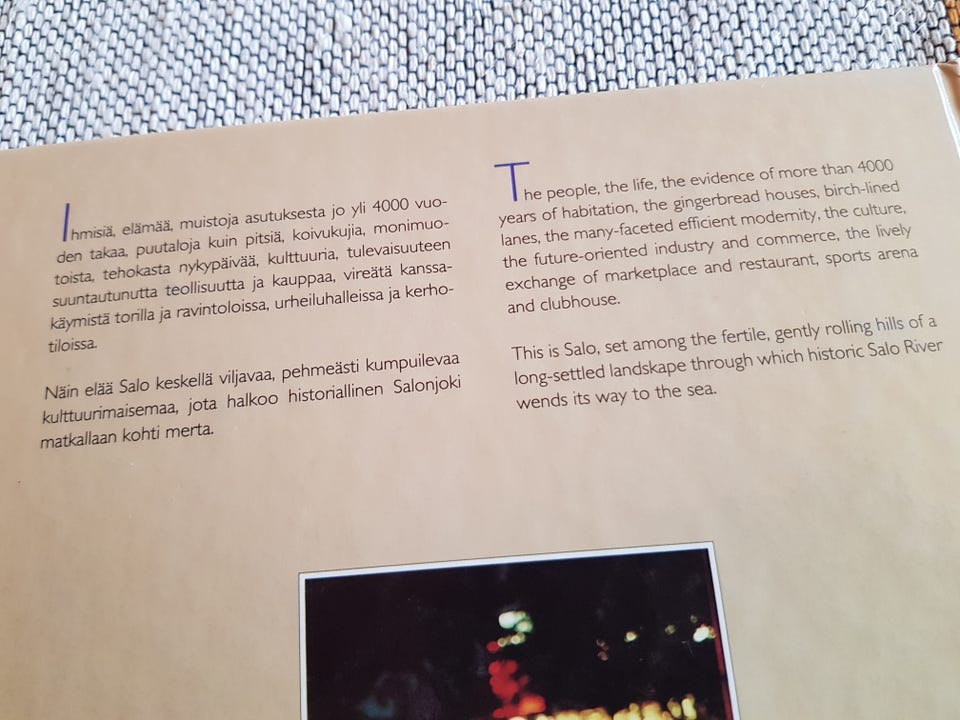 Ihmisiä, elämää, muistoja asutuksesta jo yli 4000 vuo-
den takaa, puutaloja kuin pitsiä, koivukujia, monimuo-
toista, tehokasta nykypäivää, kulttuuria, tulevaisuuteen
suuntautunutta teollisuutta ja kauppaa, vireätä kanssa-
käymistä torilla ja ravintoloissa, urheiluhalleissa ja kerho-
tiloissa.
Näin elää Salo keskellä viljavaa, pehmeästi kumpuilevaa
kulttuurimaisemaa, jota halkoo historiallinen Salonjoki
matkallaan kohti merta.
The people, the life, the evidence of more than 4000
years of habitation, the gingerbread houses, birch-lined
lanes, the many-faceted efficient modernity, the culture,
the future-oriented industry and commerce, the lively
exchange of marketplace and restaurant, sports arena
and clubhouse.
This is Salo, set among the fertile, gently rolling hills of a
long-settled landscape through which historic Salo River
wends its way to the sea.